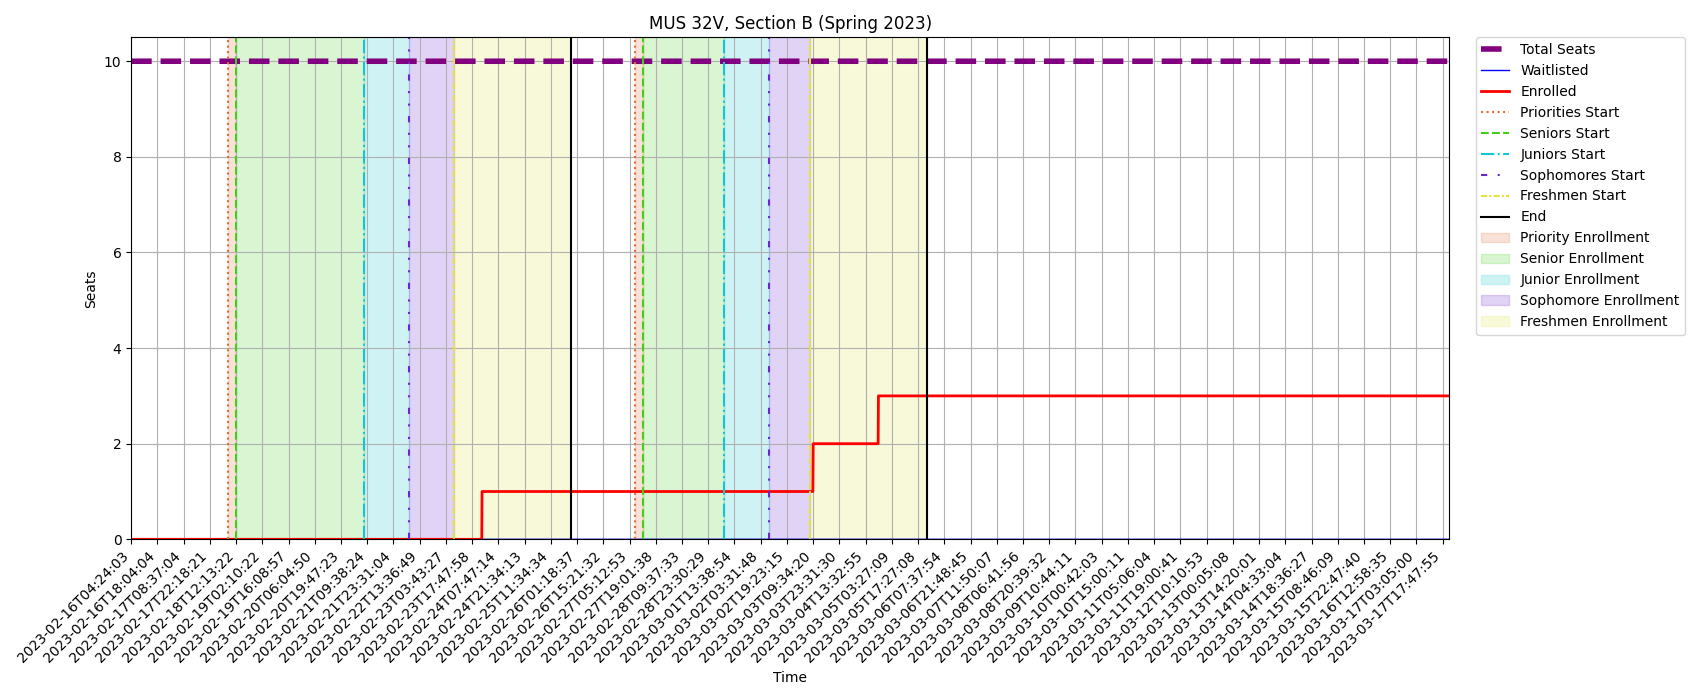 MUS 32V, Section B (Spring 2023)
Total Seats
Waitlisted
Enrolled
Priorities Start
Seniors Start
Juniors Start
Sophomores Start
Freshmen Start
End
Priority Enrollment
Senior Enrollment
Junior Enrollment
Sophomore Enrollment
Freshmen Enrollment
Seats
10
8
6
4
2
0
2023-02-16T04:24:03
2023-02-16T18:04:04
2023-02-17T08:37:04
2023-02-17T22:18:21
2023-02-18T12:13:22
2023-02-19T02:10:22
2023-02-19T16:08:57
2023-02-20T06:04:50
2023-02-20T19:47:23
2023-02-21T09:38:24
2023-02-21T23:31:04
2023-02-22T13:36:49
2023-02-23T03:43:27
2023-02-23T17:47:58
2023-02-24T07:47:14
2023-02-24T21:34:13
2023-02-25T11:34:34
2023-02-26T01:18:37
2023-02-26T15:21:32
2023-02-27T05:12:53
2023-02-27T19:01:38
2023-02-28T09:37:33
2023-02-28T23:30:29
2023-03-01T13:38:54
2023-03-02T03:31:48
2023-03-02T19:23:15
2023-03-03T09:34:20
2023-03-03T23:31:30
2023-03-04T13:32:55
2023-03-05T03:27:09
2023-03-05T17:27:08
2023-03-06T07:37:54
2023-03-06T21:48:45
2023-03-07T11:50:07
2023-03-08T06:41:56
2023-03-08T20:39:32
2023-03-09T10:44:11
2023-03-10T00:42:03
2023-03-10T15:00:11
2023-03-11T05:06:04
2023-03-11T19:00:41
2023-03-12T10:10:53
2023-03-13T00:05:08
2023-03-13T14:20:01
2023-03-14T04:33:04
2023-03-14T18:36:27
2023-03-15T08:46:09
2023-03-15T22:47:40
2023-03-16T12:58:35
2023-03-17T03:05:00
2023-03-17T17:47:55
Time